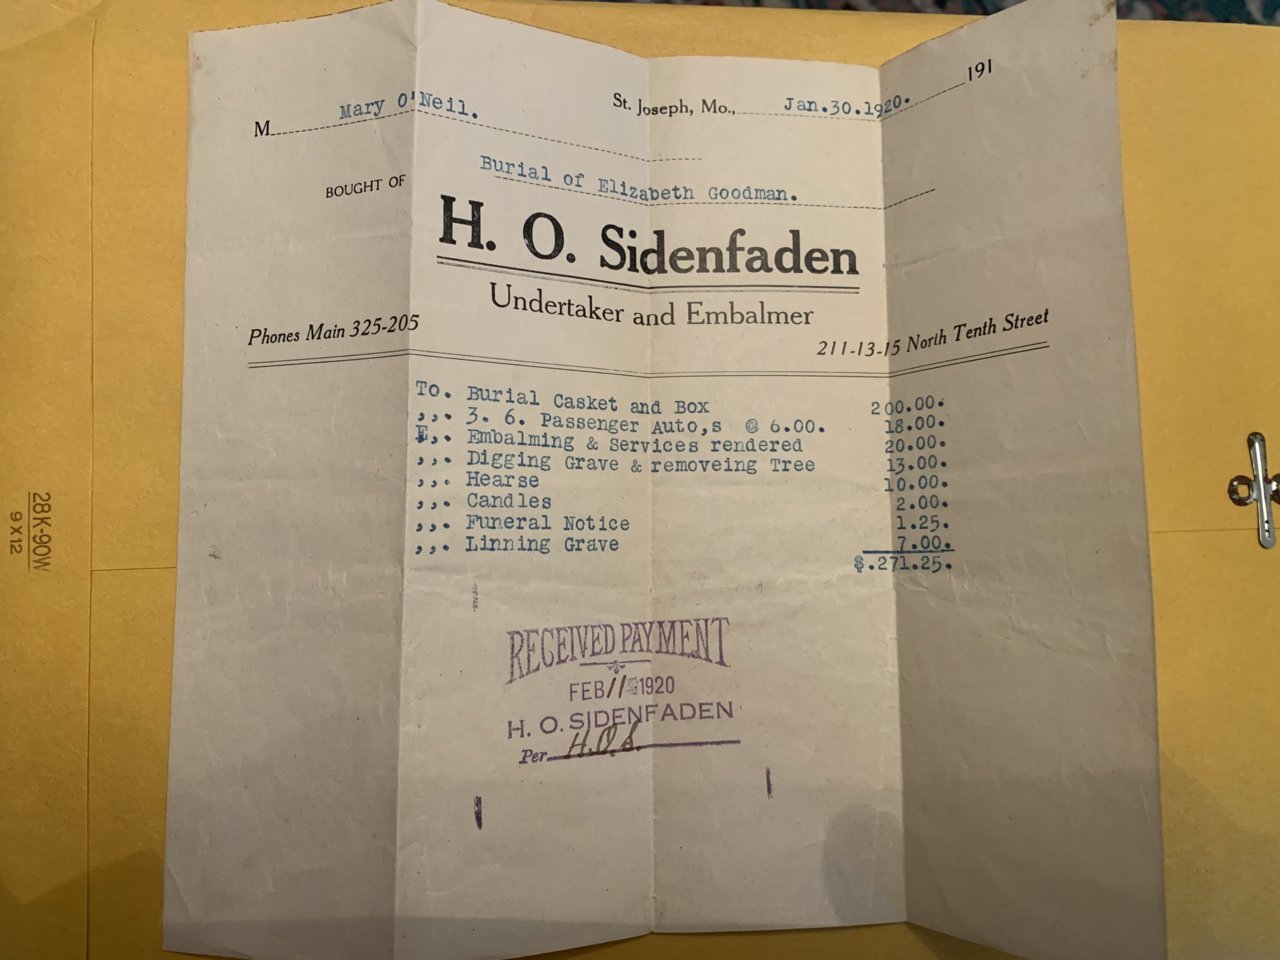 191
M Mary O'Neil. St. Joseph, Mo., Jan.30.1920.
Burial of Elizabeth Goodman.
BOUGHT OF
H. O. Sidenfaden
Undertaker and Embalmer
Phones Main 325-205 211-13-15 North Tenth Street
To. Burial Casket and Box 200.00.
,,. 3. 6. Passenger Auto,s @ 6.00. 18.00.
,,. Embalming & Services rendered 20.00.
,,. Digging Grave & removeing Tree 13.00.
,,. Hearse 10.00.
,,. Candles 2.00.
,,. Funeral Notice 1.25.
,,. Linning Grave 7.00.
$.271.25.
RECEIVED PAYMENT
FEB 11 1920
H. O. SIDENFADEN
Per H.O.S.
28K-90W
9 X 12